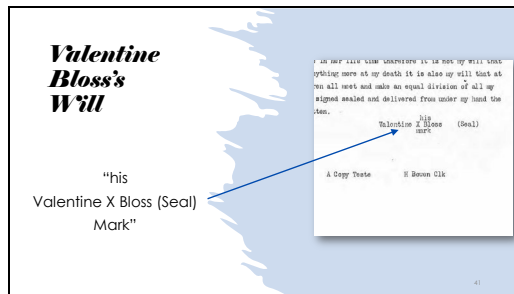 Valentine
Bloss's
Will
"his
Valentine X Bloss (Seal)
Mark"
r in her life time therefore it is not my will that
ything more at my death it is also my will that at
ren all meet and make an equal division of all my
signed sealed and delivered from under my hand the
ten.
his
Valentine X Bloss (Seal)
mark
A Copy Teste H Bowen Clk
41